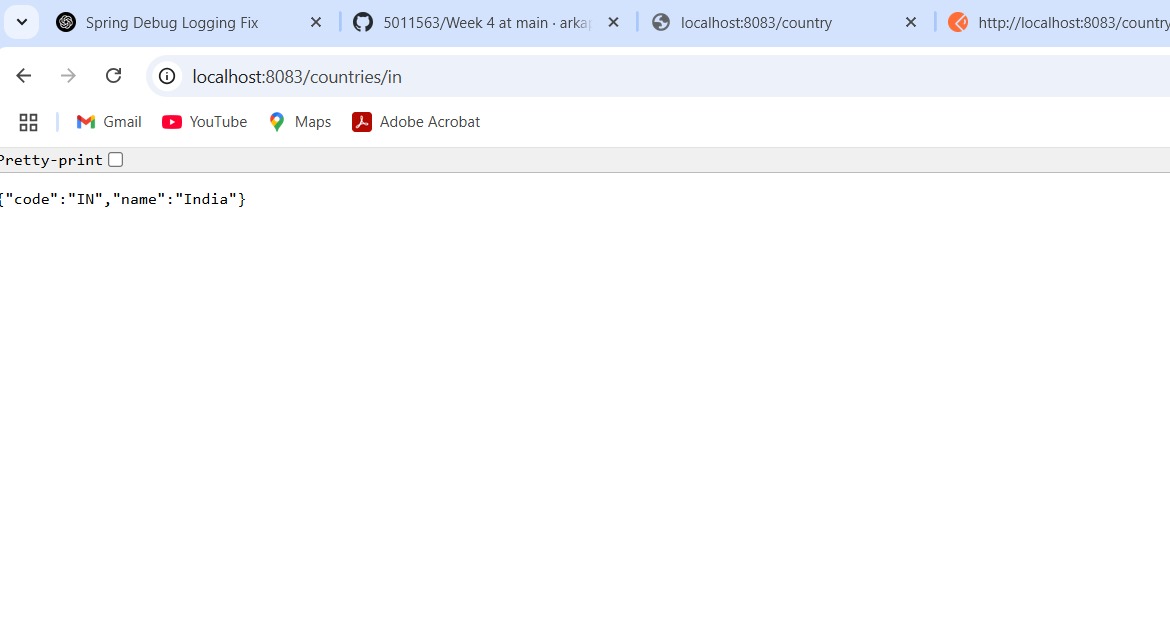 Spring Debug Logging Fix
5011563/Week 4 at main · arka
localhost:8083/country
http://localhost:8083/country
localhost:8083/countries/in
Gmail YouTube Maps Adobe Acrobat
Pretty-print
{"code":"IN","name":"India"}